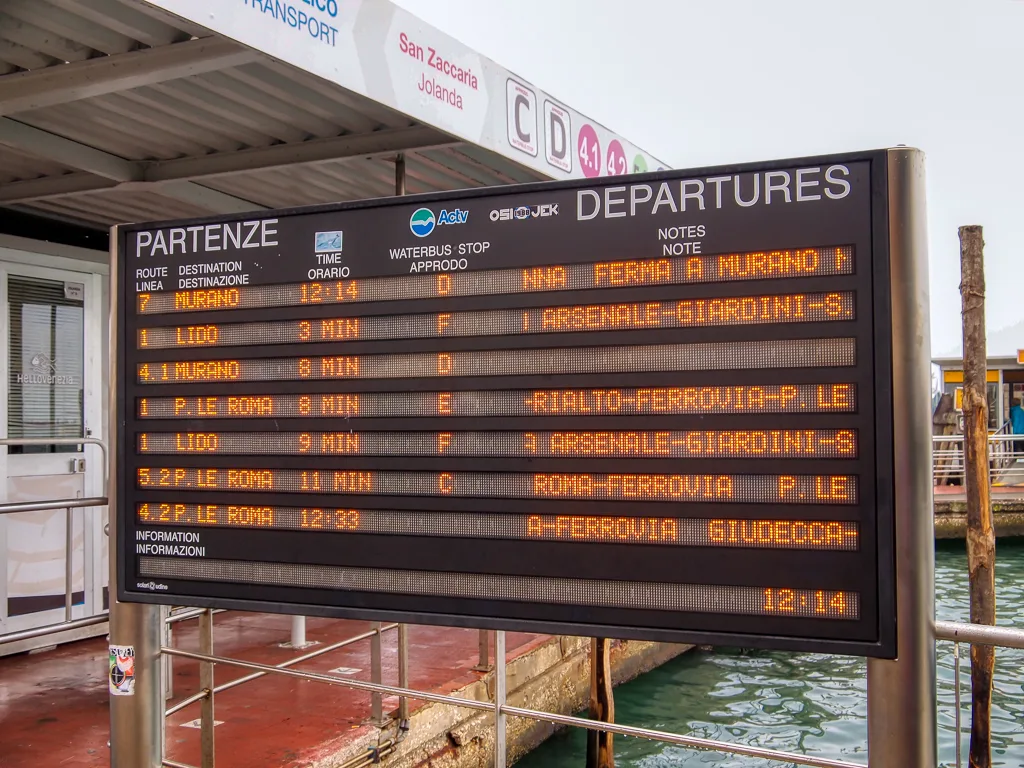 TRANSPORT
San Zaccaria
Jolanda
C D 4.1 4.2
PARTENZE Actv DEPARTURES
ROUTE DESTINATION TIME WATERBUS STOP NOTES
LINEA DESTINAZIONE ORARIO APPRODO NOTE
7 MURANO 12:14 D NNA FERMA A MURANO
1 LIDO 3 MIN F ARSENALE-GIARDINI-S
4.1 MURANO 8 MIN D
1 P.LE ROMA 8 MIN E -RIALTO-FERROVIA-P. LE
1 LIDO 9 MIN F ARSENALE-GIARDINI-S
5.2 P.LE ROMA 11 MIN C ROMA-FERROVIA P.LE
4.2 P.LE ROMA 12:33 A-FERROVIA GIUDECCA-
INFORMATION
INFORMAZIONI
12:14
solari udine
Hellovenezia